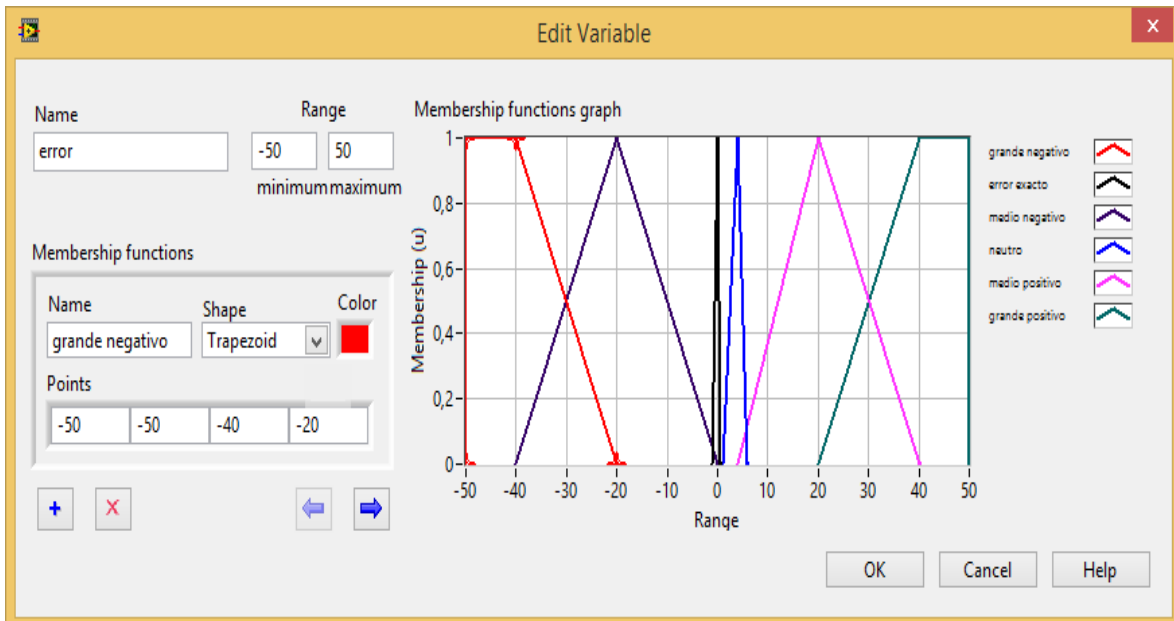 Edit Variable
x
Name
error
Range
-50 50
minimum maximum
Membership functions
Name
grande negativo
Shape
Trapezoid
Color
Points
-50 -50 -40 -20
+ X
Membership functions graph
Membership (u)
1
0,8
0,6
0,4
0,2
0
-50 -40 -30 -20 -10 0 10 20 30 40 50
Range
grande negativo
error exacto
medio negativo
neutro
medio positivo
grande positivo
OK Cancel Help